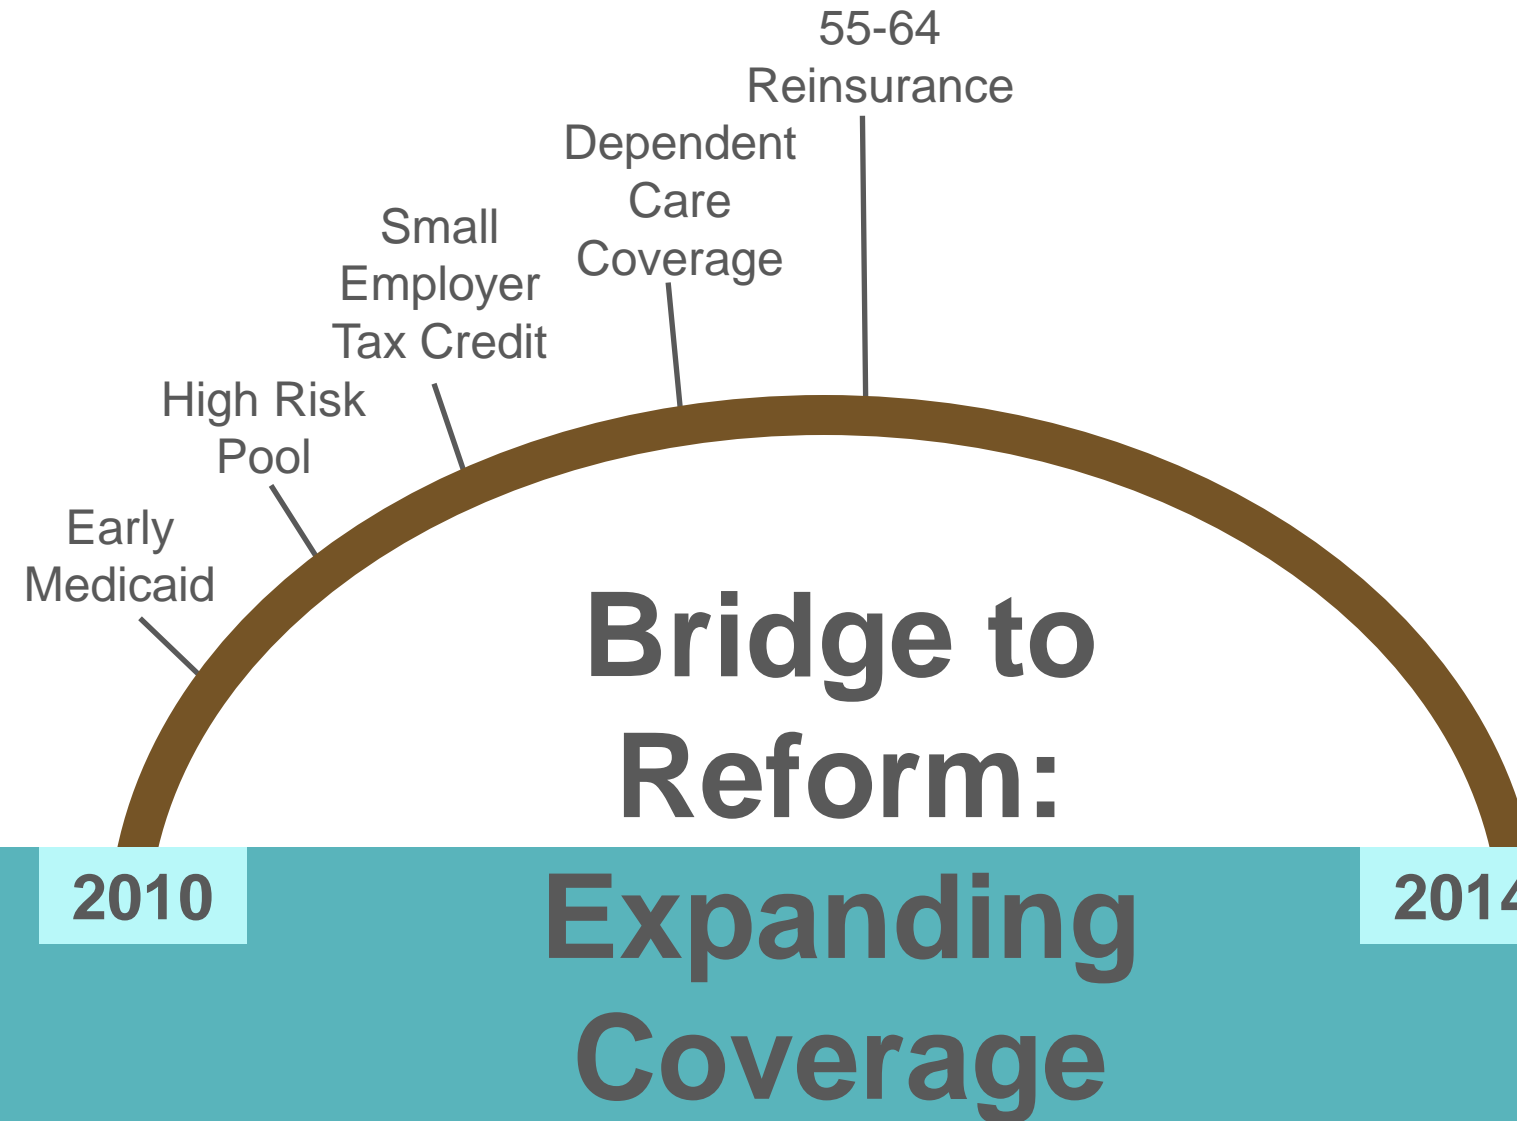 55-64
Reinsurance
Dependent
Care
Coverage
Small
Employer
Tax Credit
High Risk
Pool
Early
Medicaid
Bridge to
Reform:
Expanding
Coverage
2010
2014